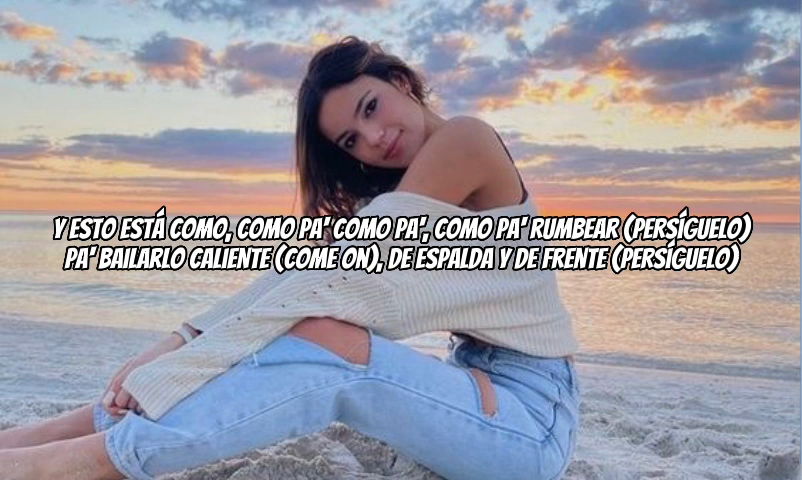 Y ESTO ESTÁ COMO, COMO PA' COMO PA', COMO PA' RUMBEAR (PERSÍGUELO)
PA' BAILARLO CALIENTE (COME ON), DE ESPALDA Y DE FRENTE (PERSÍGUELO)